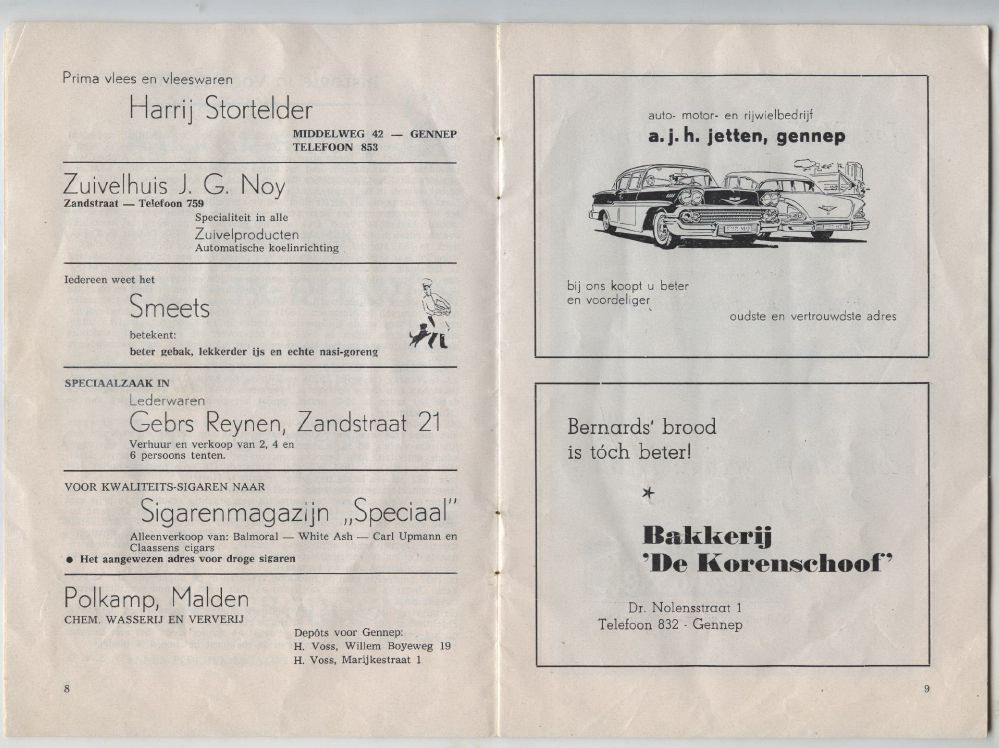 Prima vlees en vleeswaren
Harrij Stortelder
MIDDELWEG 42 — GENNEP
TELEFOON 853
Zuivelhuis J. G. Noy
Zandstraat — Telefoon 759
Specialiteit in alle
Zuivelproducten
Automatische koelinrichting
Iedereen weet het
Smeets
betekent:
beter gebak, lekkerder ijs en echte nasi-goreng
SPECIAALZAAK IN
Lederwaren
Gebrs Reynen, Zandstraat 21
Verhuur en verkoop van 2, 4 en
6 persoons tenten.
VOOR KWALITEITS-SIGAREN NAAR
Sigarenmagazijn „Speciaal”
Alleenverkoop van: Balmoral — White Ash — Carl Upmann en
Claassens cigars
● Het aangewezen adres voor droge sigaren
Polkamp, Malden
CHEM. WASSERIJ EN VERVERIJ
Depôts voor Gennep:
H. Voss, Willem Boyeweg 19
H. Voss, Marijkestraat 1
8
auto- motor- en rijwielbedrijf
a.j.h. jetten, gennep
bij ons koopt u beter
en voordeliger
oudste en vertrouwdste adres
Bernards' brood
is tóch beter!
Bakkerij
'De Korenschoof'
Dr. Nolensstraat 1
Telefoon 832 - Gennep
9